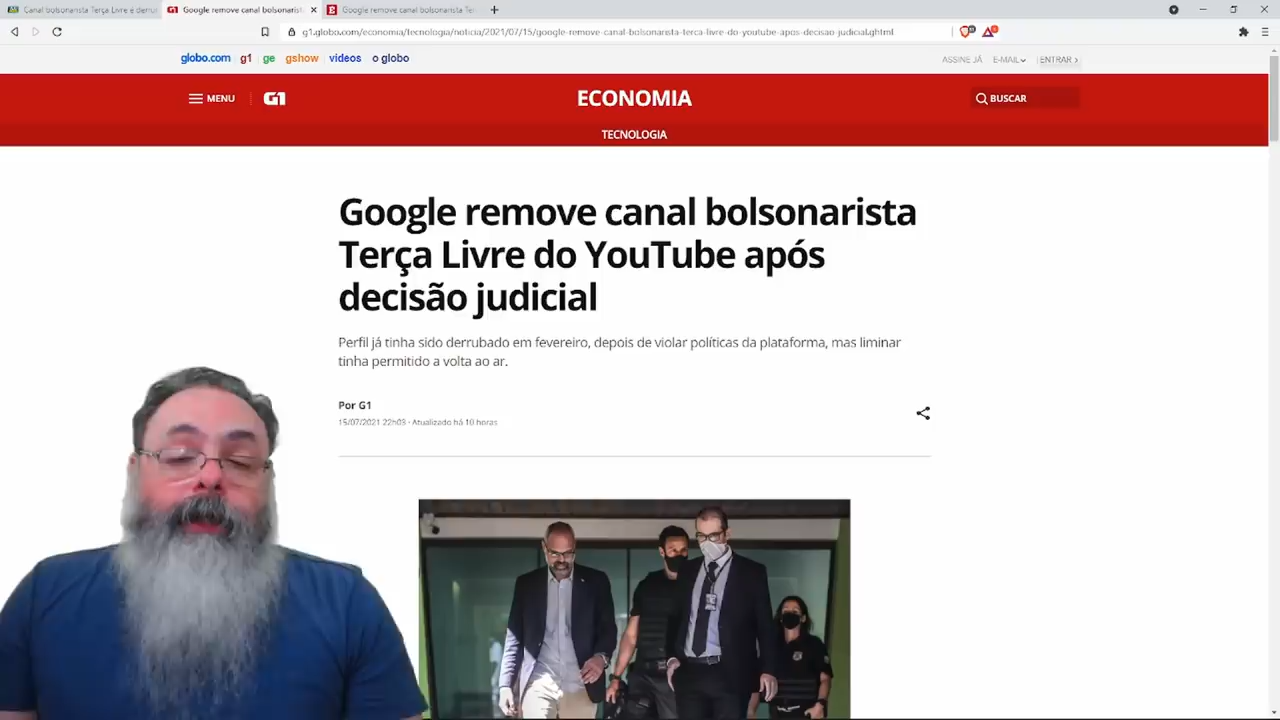 Canal bolsonarista Terça Livre é derru
Google remove canal bolsonarist
Google remove canal bolsonarista Te
g1.globo.com/economia/tecnologia/noticia/2021/07/15/google-remove-canal-bolsonarista-terca-livre-do-youtube-apos-decisao-judicial.ghtml
globo.com g1 ge gshow vídeos o globo
ASSINE JÁ E-MAIL ENTRAR ›
MENU G1 ECONOMIA BUSCAR
TECNOLOGIA
Google remove canal bolsonarista
Terça Livre do YouTube após
decisão judicial
Perfil já tinha sido derrubado em fevereiro, depois de violar políticas da plataforma, mas liminar
tinha permitido a volta ao ar.
Por G1
15/07/2021 22h03 · Atualizado há 10 horas